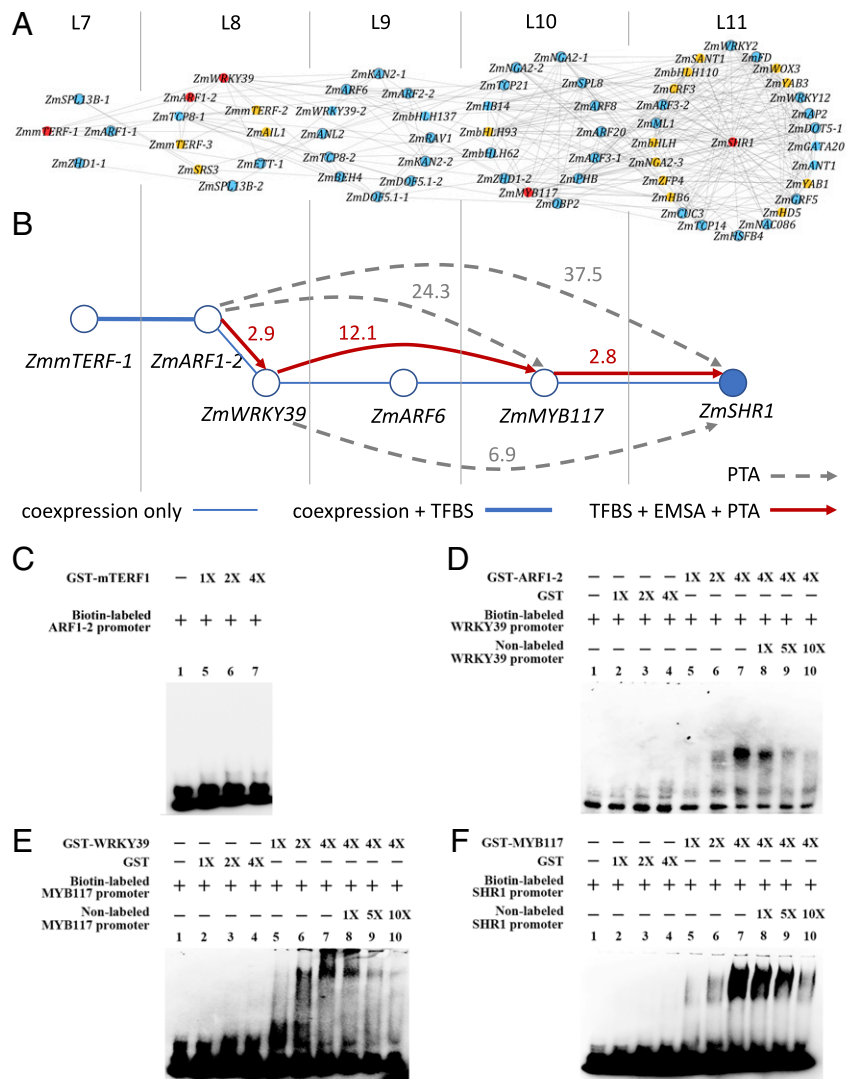 A
L7 L8 L9 L10 L11
ZmSPL13B-1
ZmmTERF-1 ZmARF1-1
ZmZHD1-1
ZmWRKY39
ZmARF1-2
ZmTCP8-1 ZmmTERF-2
ZmAIL1
ZmmTERF-3
ZmSRS3 ZmETT-1
ZmSPL13B-2
ZmKAN2-1
ZmARF6 ZmARF2-2
ZmWRKY39-2 ZmbHLH137
ZmANL2 ZmRAV1
ZmTCP8-2 ZmKAN2-2
ZmBEH4 ZmDOF5.1-2
ZmDOF5.1-1
ZmNGA2-1
ZmNGA2-2
ZmTCP21 ZmSPL8
ZmHB14 ZmARF8
ZmbHLH93 ZmARF20
ZmbHLH62 ZmARF3-1
ZmZHD1-2 ZmPHB
ZmMYB117
ZmOBP2
ZmWRKY2
ZmSANT1 ZmFD
ZmbHLH110 ZmWOX3
ZmCRF3 ZmYAB3
ZmARF3-2 ZmWRKY12
ZmML1 ZmAP2
ZmDOT5-1
ZmbHLH ZmSHR1 ZmGATA20
ZmNGA2-3 ZmANT1
ZmZFP4 ZmYAB1
ZmHB6 ZmGRF5
ZmCUC3 ZmHD5
ZmTCP14 ZmNAC086
ZmHSFB4
B
37.5
24.3
2.9 12.1 2.8
ZmmTERF-1 ZmARF1-2
ZmWRKY39 ZmARF6 ZmMYB117 ZmSHR1
6.9
PTA
coexpression only coexpression + TFBS TFBS + EMSA + PTA
C
GST-mTERF1 − 1X 2X 4X
Biotin-labeled
ARF1-2 promoter + + + +
1 5 6 7
D
GST-ARF1-2 − − − − 1X 2X 4X 4X 4X 4X
GST − 1X 2X 4X − − − − − −
Biotin-labeled
WRKY39 promoter + + + + + + + + + +
Non-labeled
WRKY39 promoter − − − − − − − 1X 5X 10X
1 2 3 4 5 6 7 8 9 10
E
GST-WRKY39 − − − − 1X 2X 4X 4X 4X 4X
GST − 1X 2X 4X − − − − − −
Biotin-labeled
MYB117 promoter + + + + + + + + + +
Non-labeled
MYB117 promoter − − − − − − − 1X 5X 10X
1 2 3 4 5 6 7 8 9 10
F
GST-MYB117 − − − − 1X 2X 4X 4X 4X 4X
GST − 1X 2X 4X − − − − − −
Biotin-labeled
SHR1 promoter + + + + + + + + + +
Non-labeled
SHR1 promoter − − − − − − − 1X 5X 10X
1 2 3 4 5 6 7 8 9 10